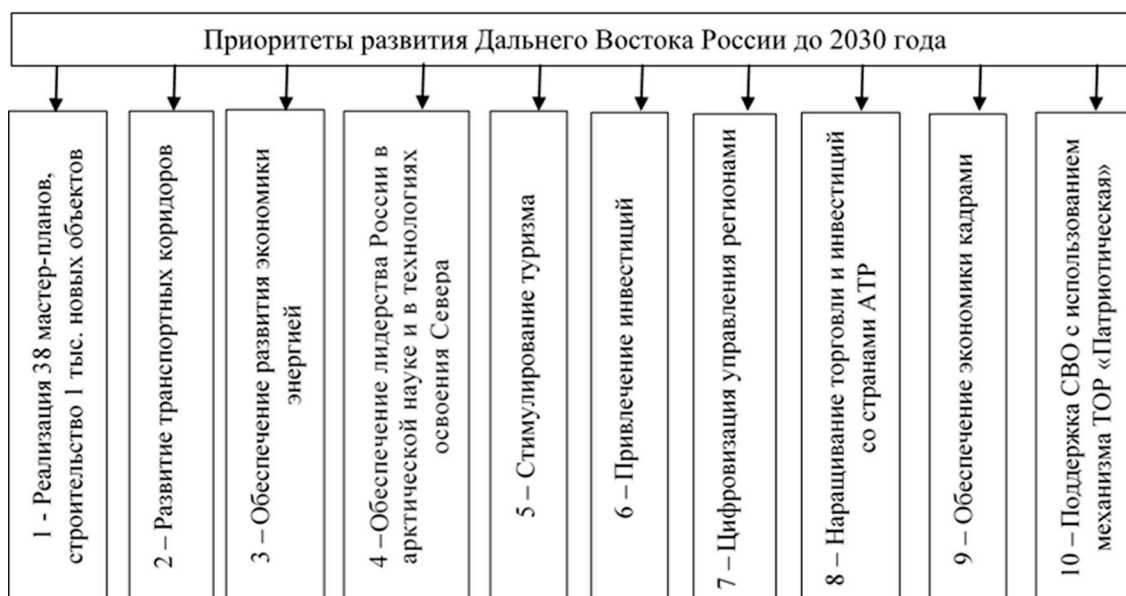 Приоритеты развития Дальнего Востока России до 2030 года
1 - Реализация 38 мастер-планов,
строительство 1 тыс. новых объектов
2 – Развитие транспортных коридоров
3 – Обеспечение развития экономики
энергией
4 –Обеспечение лидерства России в
арктической науке и в технологиях
освоения Севера
5 – Стимулирование туризма
6 – Привлечение инвестиций
7 – Цифровизация управления регионами
8 – Наращивание торговли и инвестиций
со странами АТР
9 – Обеспечение экономики кадрами
10 – Поддержка СВО с использованием
механизма ТОР «Патриотическая»